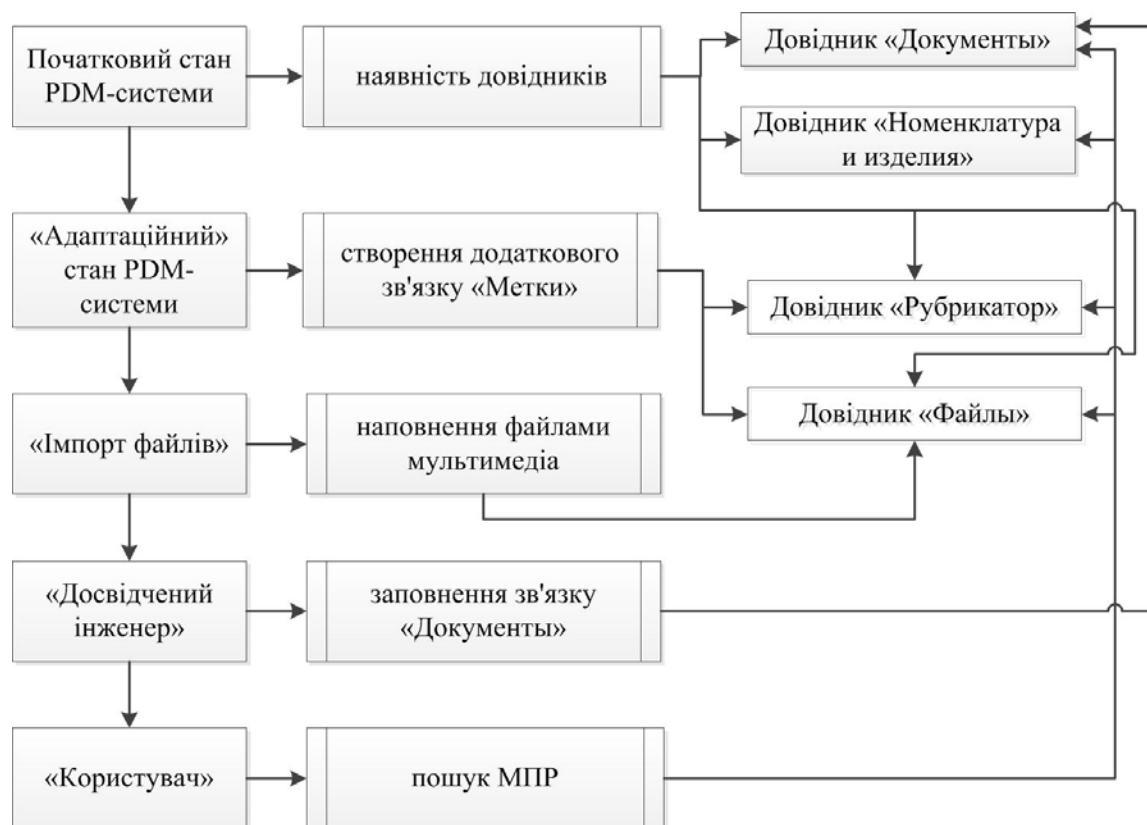 Початковий стан
PDM-системи
наявність довідників
Довідник «Документы»
Довідник «Номенклатура
и изделия»
«Адаптаційний»
стан PDM-
системи
створення додаткового
зв'язку «Метки»
Довідник «Рубрикатор»
Довідник «Файлы»
«Імпорт файлів»
наповнення файлами
мультимедіа
«Досвідчений
інженер»
заповнення зв'язку
«Документы»
«Користувач»
пошук МПР